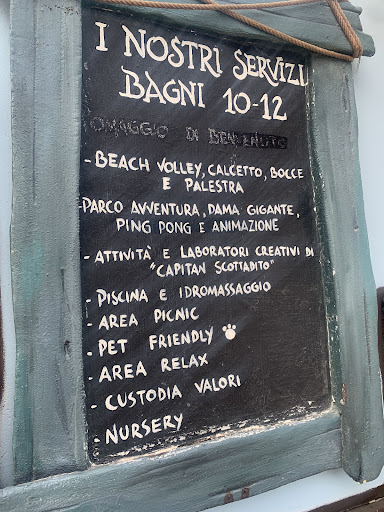 I NOSTRI SERVIZI
BAGNI 10-12
OMAGGIO DI BENVENUTO
- BEACH VOLLEY, CALCETTO, BOCCE
E PALESTRA
- PARCO AVVENTURA, DAMA GIGANTE,
PING PONG E ANIMAZIONE
- ATTIVITÀ E LABORATORI CREATIVI DI
"CAPITAN SCOTTADITO"
- PISCINA E IDROMASSAGGIO
- AREA PICNIC
- PET FRIENDLY
- AREA RELAX
- CUSTODIA VALORI
- NURSERY